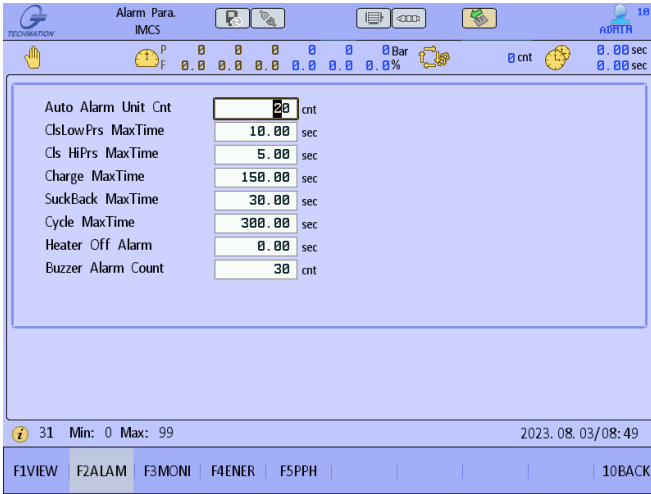 Alarm Para. 10
TECHMATION IMCS ADMIN
P 0 0 0 0 0 0 Bar 0 cnt 0.00 sec
F 0.0 0.0 0.0 0.0 0.0 0.0 % 0.00 sec
Auto Alarm Unit Cnt 20 cnt
ClsLowPrs MaxTime 10.00 sec
Cls HiPrs MaxTime 5.00 sec
Charge MaxTime 150.00 sec
SuckBack MaxTime 30.00 sec
Cycle MaxTime 300.00 sec
Heater Off Alarm 0.00 sec
Buzzer Alarm Count 30 cnt
i 31 Min: 0 Max: 99 2023. 08. 03/08: 49
F1VIEW F2ALAM F3MONI F4ENER F5PPH 10BACK